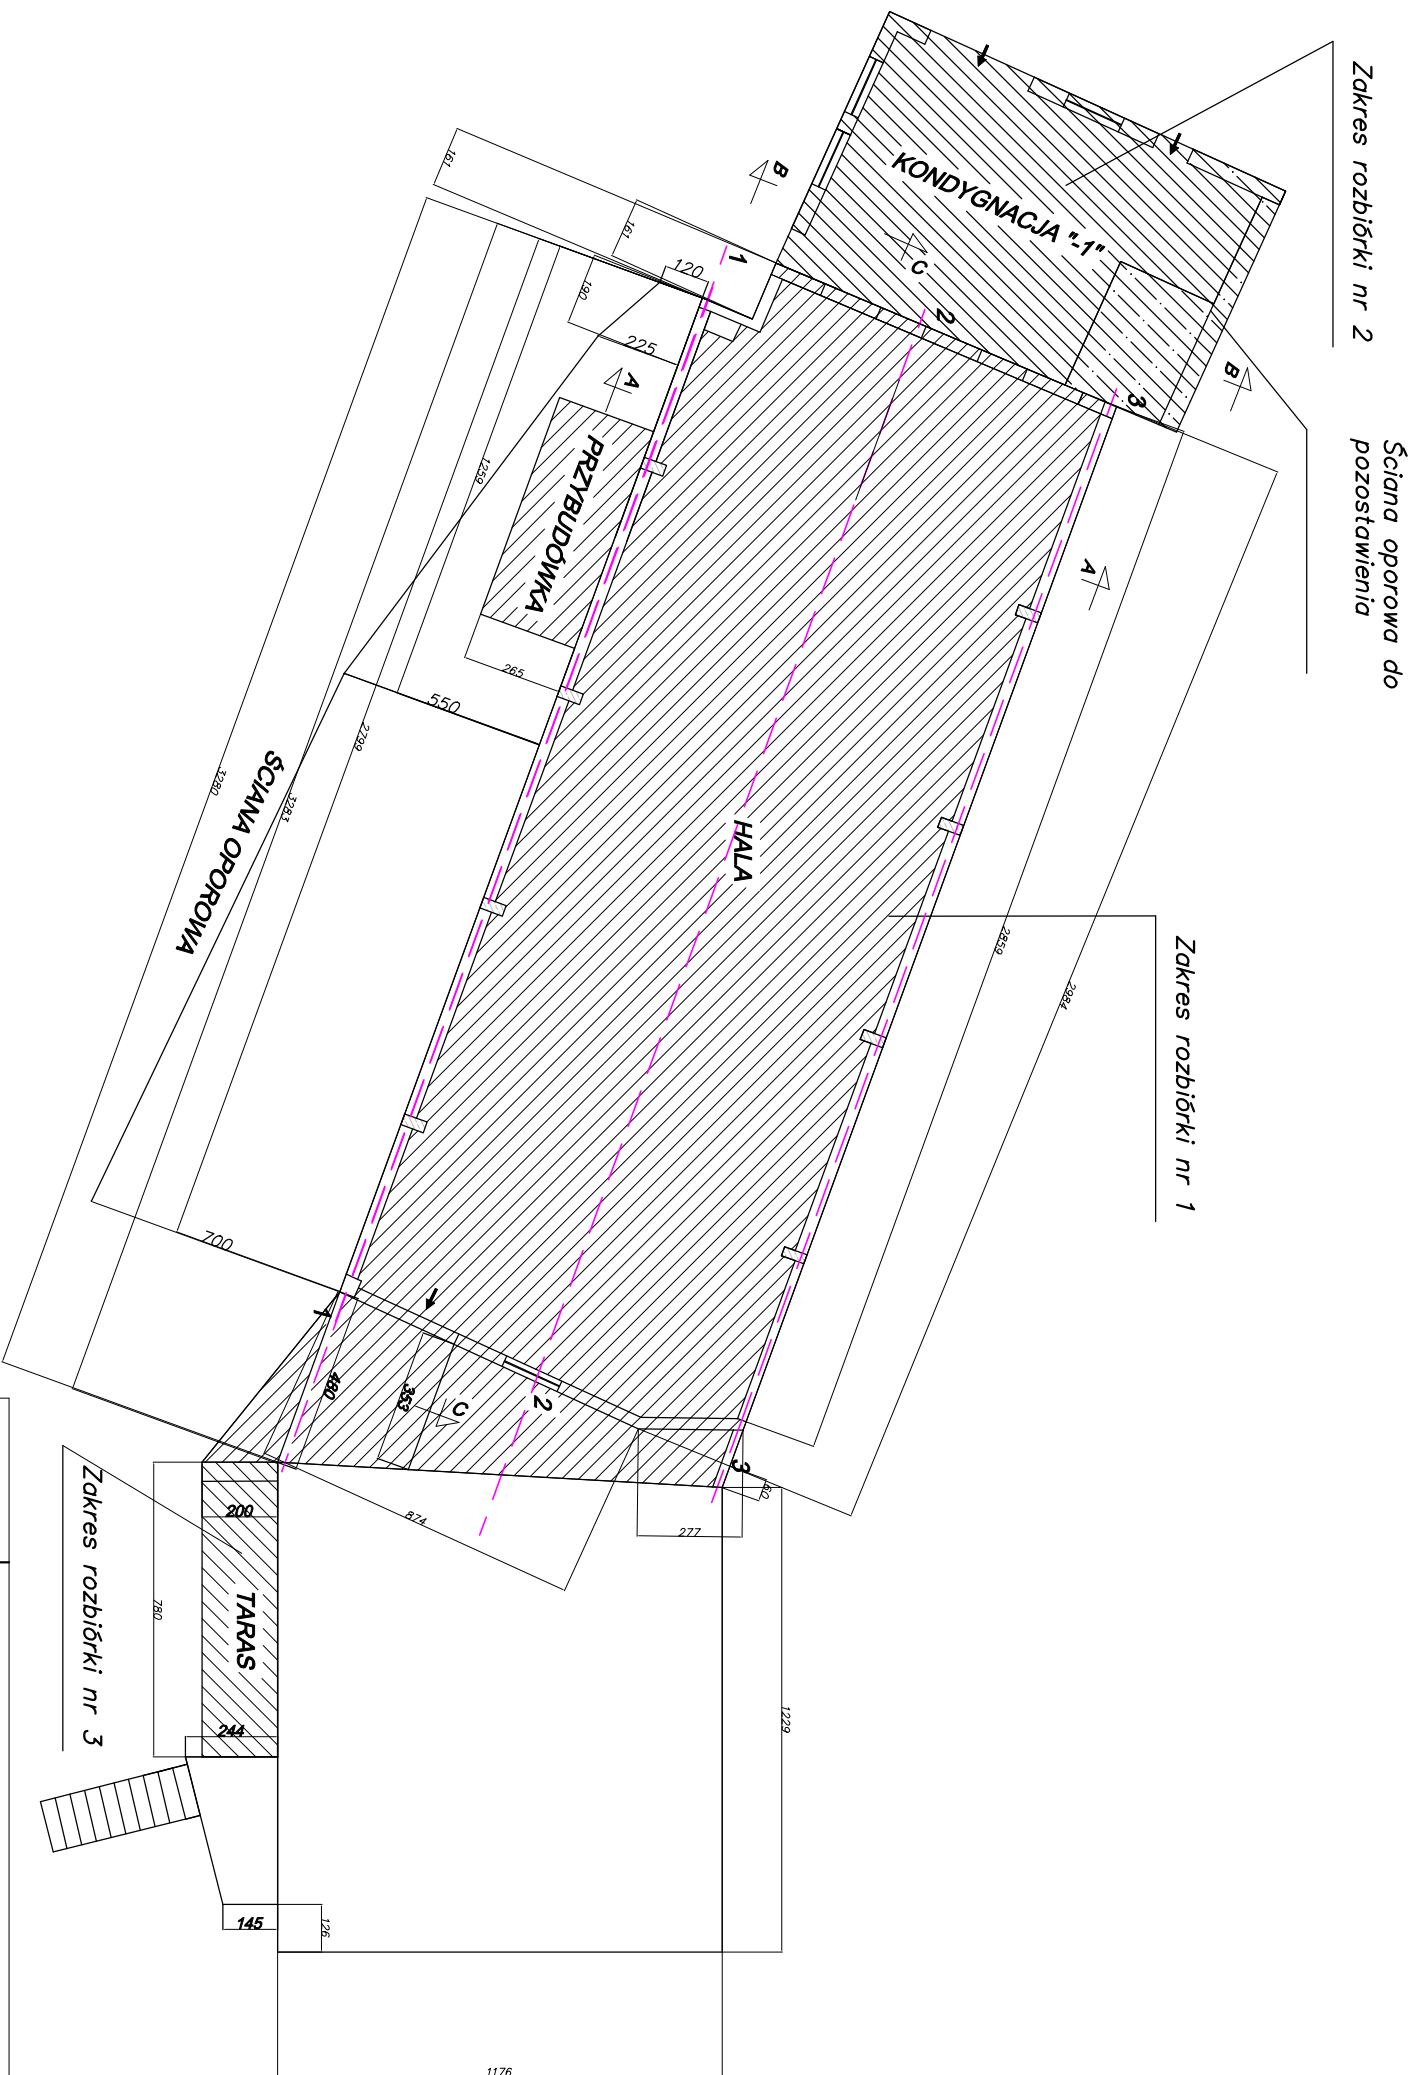 Zakres rozbiórki nr 2
Ściana oporowa do
pozostawienia
Zakres rozbiórki nr 1
KONDYGNACJA "-1"
B
B
C
1
2
3
161
161
120
190
225
A
A
PRZYBUDÓWKA
1259
265
550
2799
3283
3280
ŚCIANA OPOROWA
HALA
2859
2984
700
1
2
3
480
353
C
60
277
874
200
780
TARAS
244
Zakres rozbiórki nr 3
1229
145
126
1176